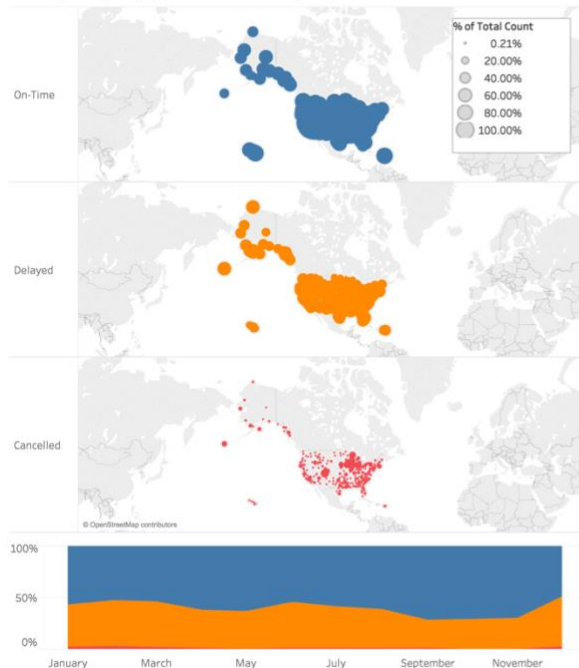 % of Total Count
0.21%
20.00%
40.00%
60.00%
80.00%
100.00%
On-Time
Delayed
Cancelled
© OpenStreetMap contributors
100%
50%
0%
January March May July September November